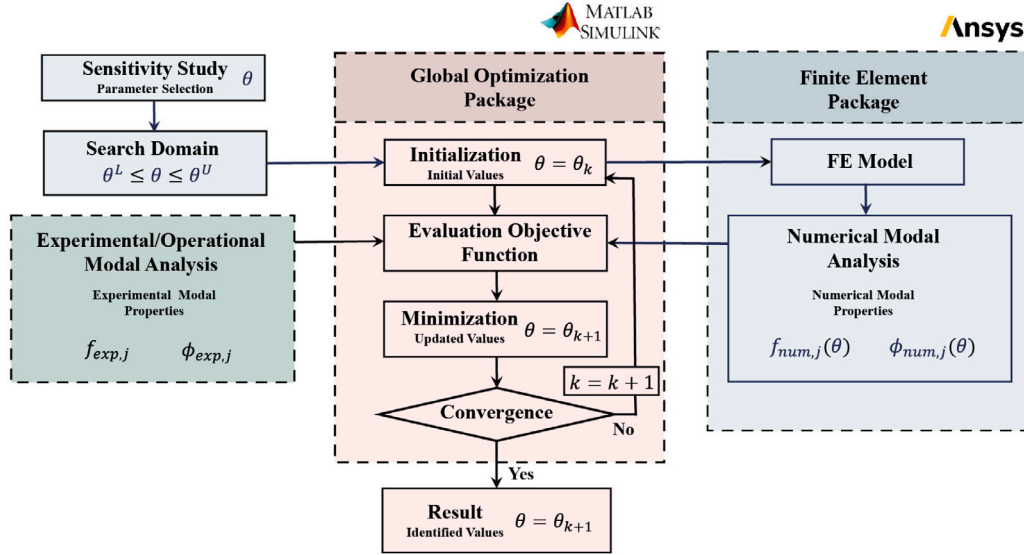 MATLAB
SIMULINK
Ansys
Sensitivity Study
Parameter Selection
θ
Search Domain
θ^L ≤ θ ≤ θ^U
Experimental/Operational
Modal Analysis
Experimental Modal
Properties
f_exp,j
ϕ_exp,j
Global Optimization
Package
Initialization
Initial Values
θ = θ_k
Evaluation Objective
Function
Minimization
Updated Values
θ = θ_k+1
k = k + 1
Convergence
No
Yes
Result
Identified Values
θ = θ_k+1
Finite Element
Package
FE Model
Numerical Modal
Analysis
Numerical Modal
Properties
f_num,j(θ)
ϕ_num,j(θ)